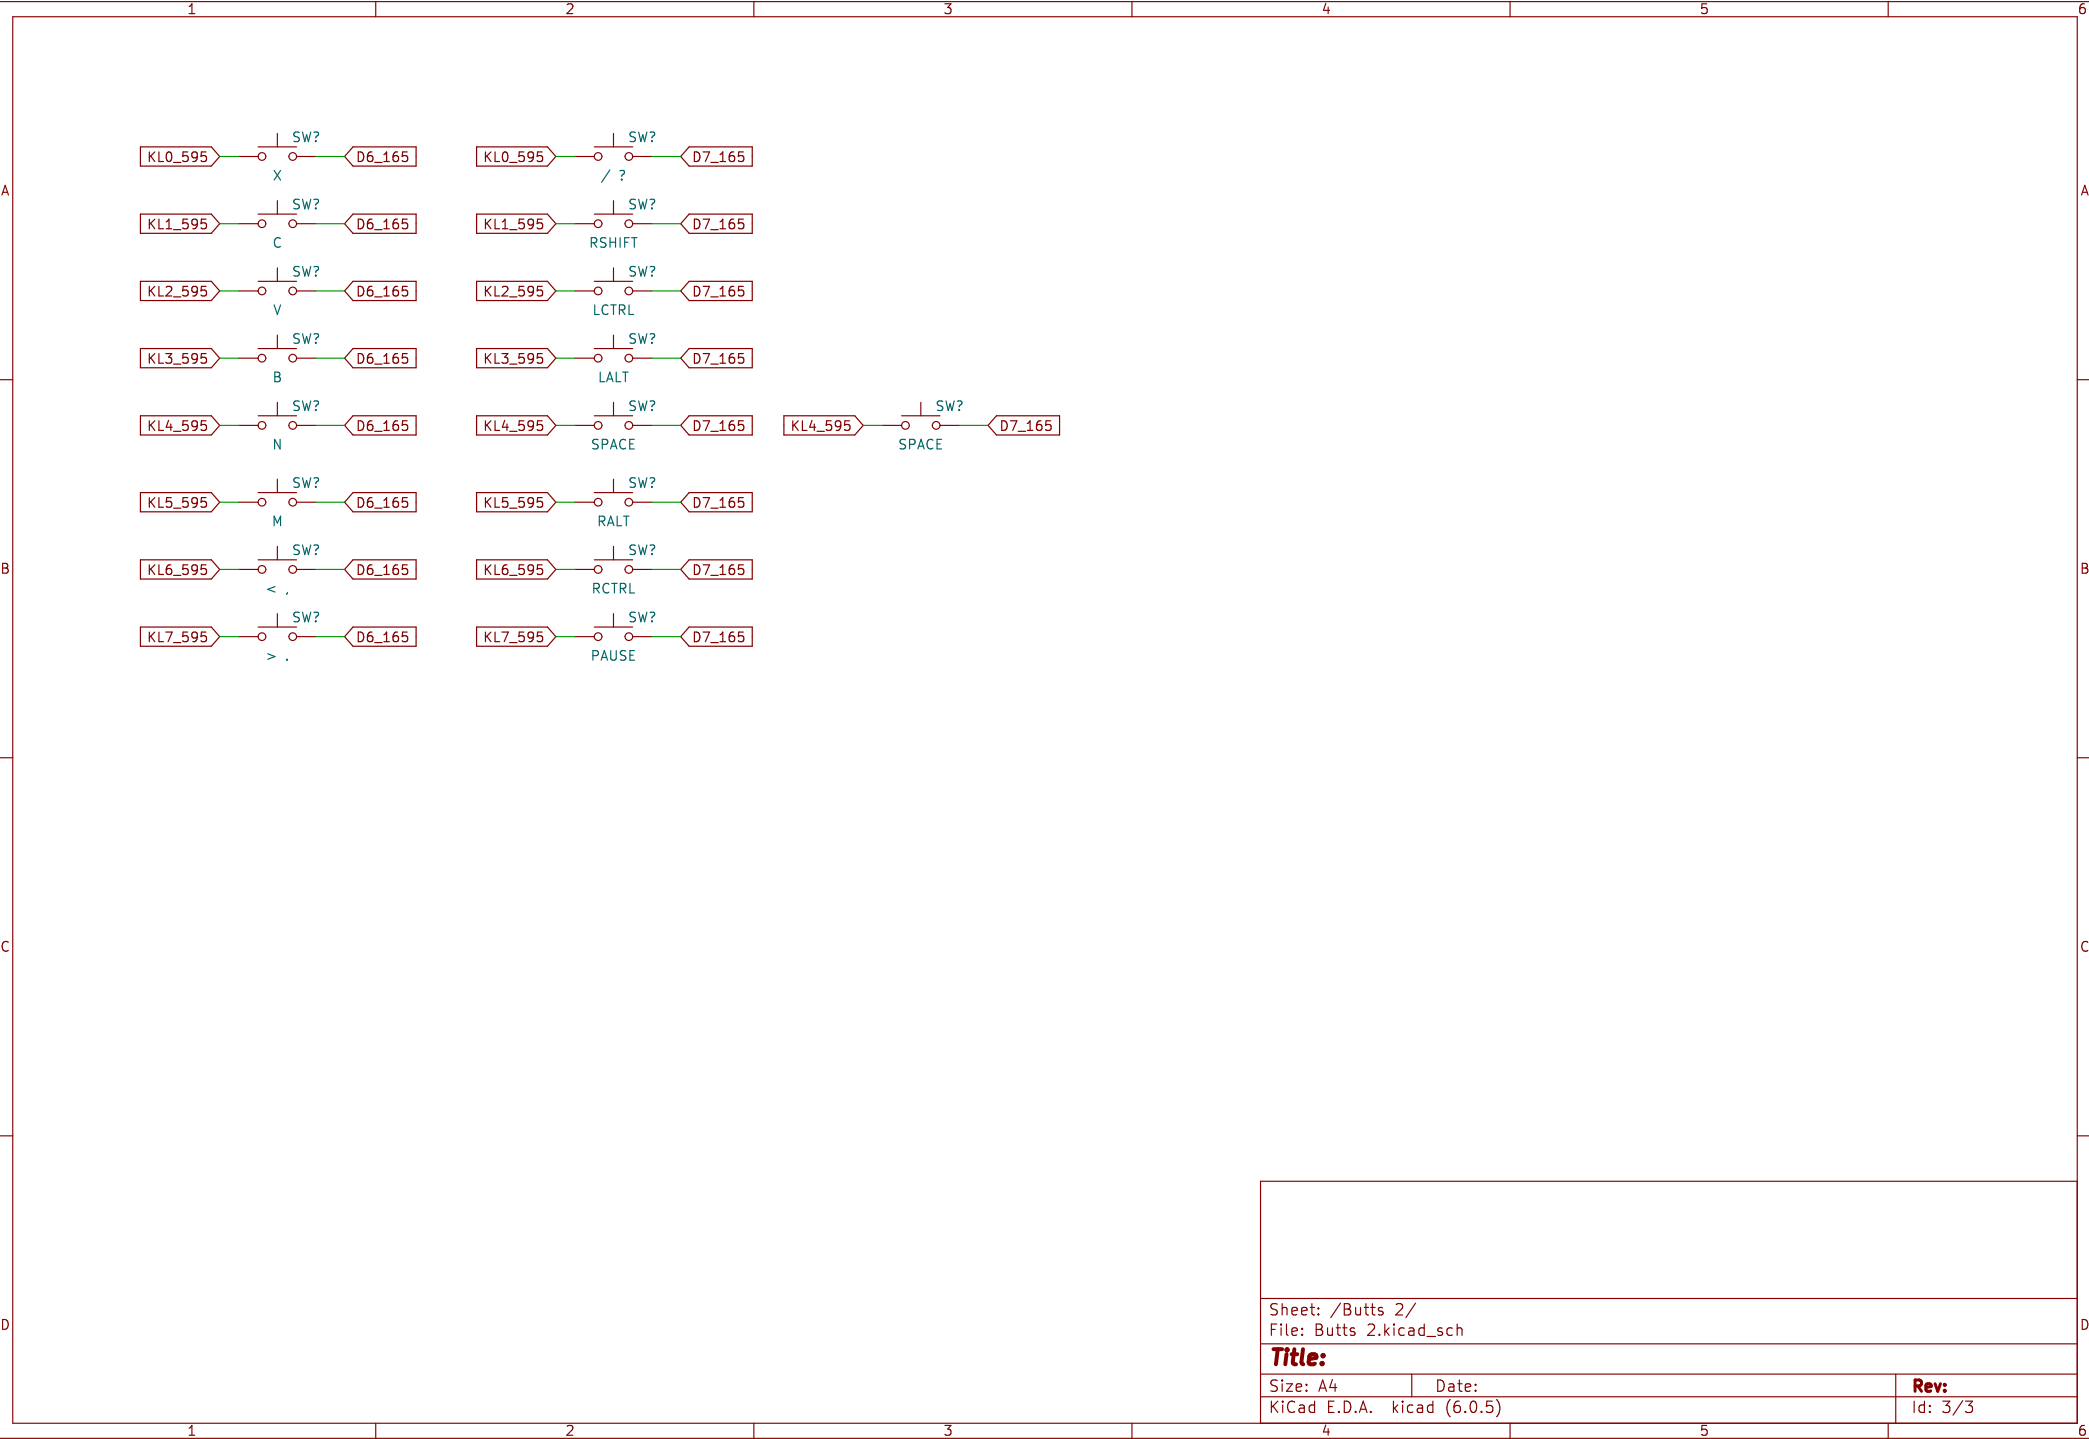 1 2 3 4 5 6
SW? SW?
KL0_595 D6_165 KL0_595 D7_165
X / ?
A A
SW? SW?
KL1_595 D6_165 KL1_595 D7_165
C RSHIFT
SW? SW?
KL2_595 D6_165 KL2_595 D7_165
V LCTRL
SW? SW?
KL3_595 D6_165 KL3_595 D7_165
B LALT
SW? SW? SW?
KL4_595 D6_165 KL4_595 D7_165 KL4_595 D7_165
N SPACE SPACE
SW? SW?
KL5_595 D6_165 KL5_595 D7_165
M RALT
SW? SW?
B B
KL6_595 D6_165 KL6_595 D7_165
< , RCTRL
SW? SW?
KL7_595 D6_165 KL7_595 D7_165
> . PAUSE
C C
Sheet: /Butts 2/
D D
File: Butts 2.kicad_sch
Title:
Size: A4 Date: Rev:
KiCad E.D.A. kicad (6.0.5) Id: 3/3
1 2 3 4 5 6